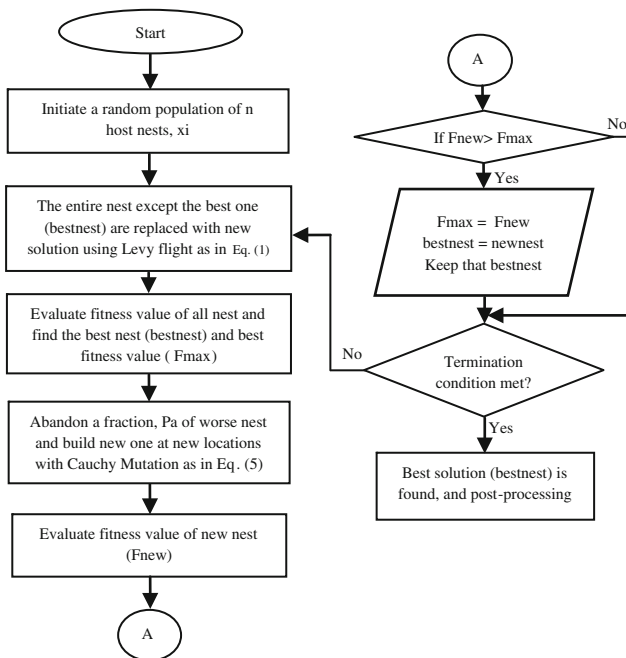 Start
Initiate a random population of n
host nests, xi
The entire nest except the best one
(bestnest) are replaced with new
solution using Levy flight as in Eq. (1)
Evaluate fitness value of all nest and
find the best nest (bestnest) and best
fitness value ( Fmax)
Abandon a fraction, Pa of worse nest
and build new one at new locations
with Cauchy Mutation as in Eq. (5)
Evaluate fitness value of new nest
(Fnew)
A
A
If Fnew> Fmax
No
Yes
Fmax = Fnew
bestnest = newnest
Keep that bestnest
No
Termination
condition met?
Yes
Best solution (bestnest) is
found, and post-processing